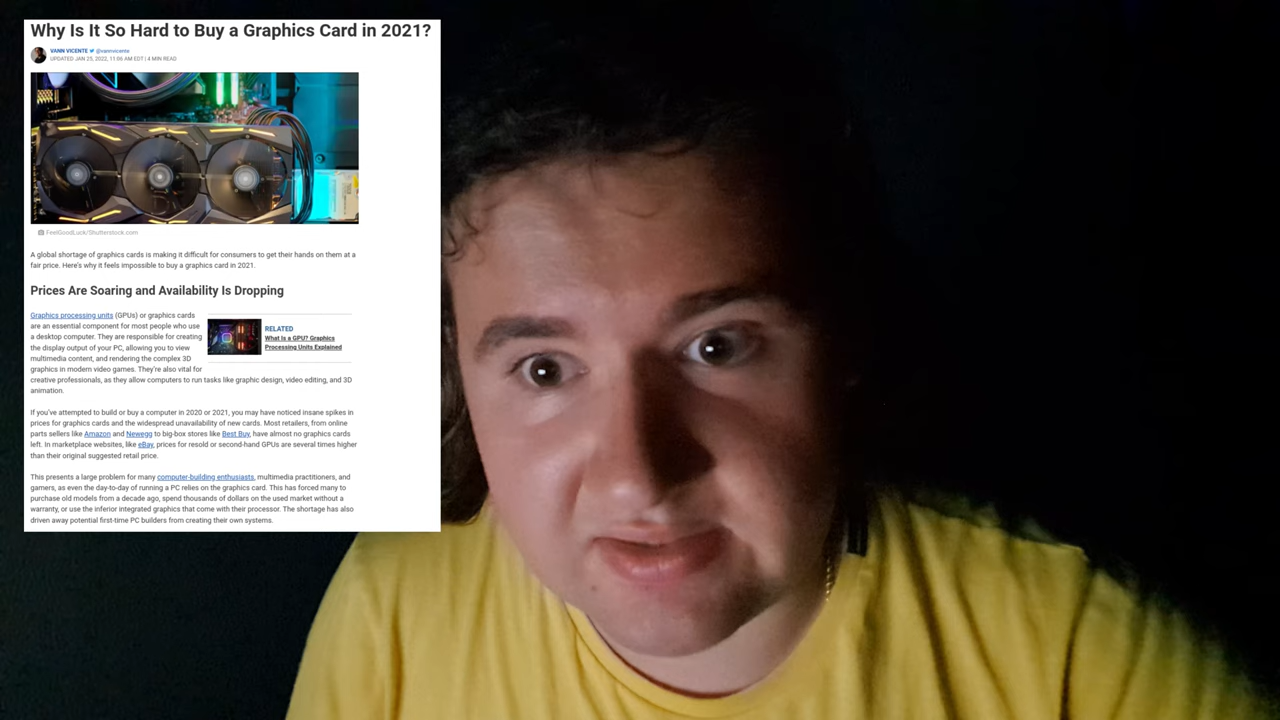 Why Is It So Hard to Buy a Graphics Card in 2021?
VANN VICENTE @vannvicente
UPDATED JAN 25, 2022, 11:06 AM EDT | 4 MIN READ
FeelGoodLuck/Shutterstock.com
A global shortage of graphics cards is making it difficult for consumers to get their hands on them at a
fair price. Here's why it feels impossible to buy a graphics card in 2021.
Prices Are Soaring and Availability Is Dropping
Graphics processing units (GPUs) or graphics cards
are an essential component for most people who use
a desktop computer. They are responsible for creating
the display output of your PC, allowing you to view
multimedia content, and rendering the complex 3D
graphics in modern video games. They're also vital for
creative professionals, as they allow computers to run tasks like graphic design, video editing, and 3D
animation.
RELATED
What Is a GPU? Graphics
Processing Units Explained
If you've attempted to build or buy a computer in 2020 or 2021, you may have noticed insane spikes in
prices for graphics cards and the widespread unavailability of new cards. Most retailers, from online
parts sellers like Amazon and Newegg to big-box stores like Best Buy, have almost no graphics cards
left. In marketplace websites, like eBay, prices for resold or second-hand GPUs are several times higher
than their original suggested retail price.
This presents a large problem for many computer-building enthusiasts, multimedia practitioners, and
gamers, as even the day-to-day of running a PC relies on the graphics card. This has forced many to
purchase old models from a decade ago, spend thousands of dollars on the used market without a
warranty, or use the inferior integrated graphics that come with their processor. The shortage has also
driven away potential first-time PC builders from creating their own systems.